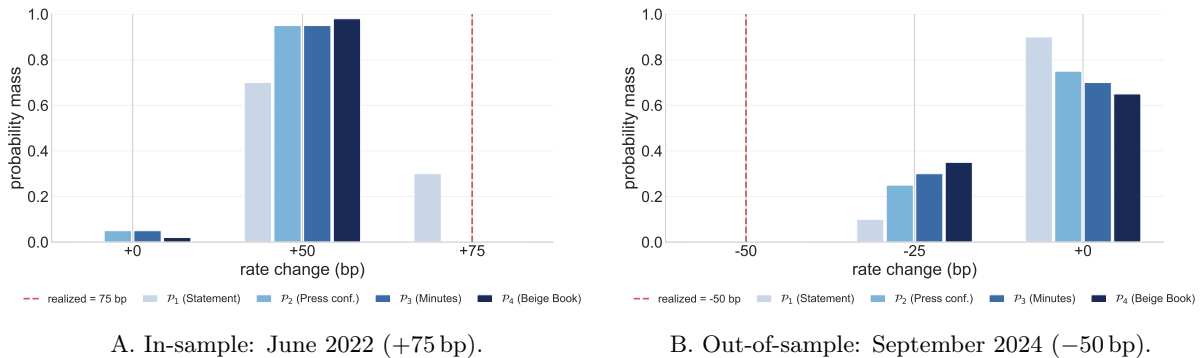 1.0
0.8
0.6
0.4
0.2
0.0
probability mass
+0
+50
+75
rate change (bp)
realized = 75 bp
𝒫₁ (Statement)
𝒫₂ (Press conf.)
𝒫₃ (Minutes)
𝒫₄ (Beige Book)
A. In-sample: June 2022 (+75 bp).
1.0
0.8
0.6
0.4
0.2
0.0
probability mass
-50
-25
+0
rate change (bp)
realized = -50 bp
𝒫₁ (Statement)
𝒫₂ (Press conf.)
𝒫₃ (Minutes)
𝒫₄ (Beige Book)
B. Out-of-sample: September 2024 (−50 bp).